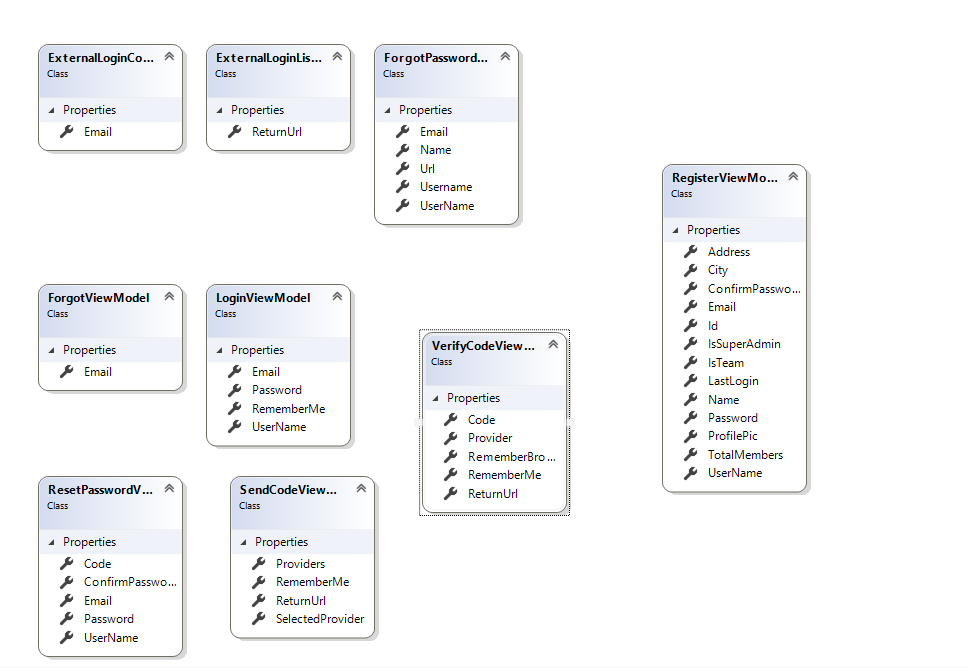 ExternalLoginCo...
Class
Properties
Email
ExternalLoginLis...
Class
Properties
ReturnUrl
ForgotPassword...
Class
Properties
Email
Name
Url
Username
UserName
RegisterViewMo...
Class
Properties
Address
City
ConfirmPasswo...
Email
Id
IsSuperAdmin
IsTeam
LastLogin
Name
Password
ProfilePic
TotalMembers
UserName
ForgotViewModel
Class
Properties
Email
LoginViewModel
Class
Properties
Email
Password
RememberMe
UserName
VerifyCodeView...
Class
Properties
Code
Provider
RememberBro...
RememberMe
ReturnUrl
ResetPasswordV...
Class
Properties
Code
ConfirmPasswo...
Email
Password
UserName
SendCodeView...
Class
Properties
Providers
RememberMe
ReturnUrl
SelectedProvider